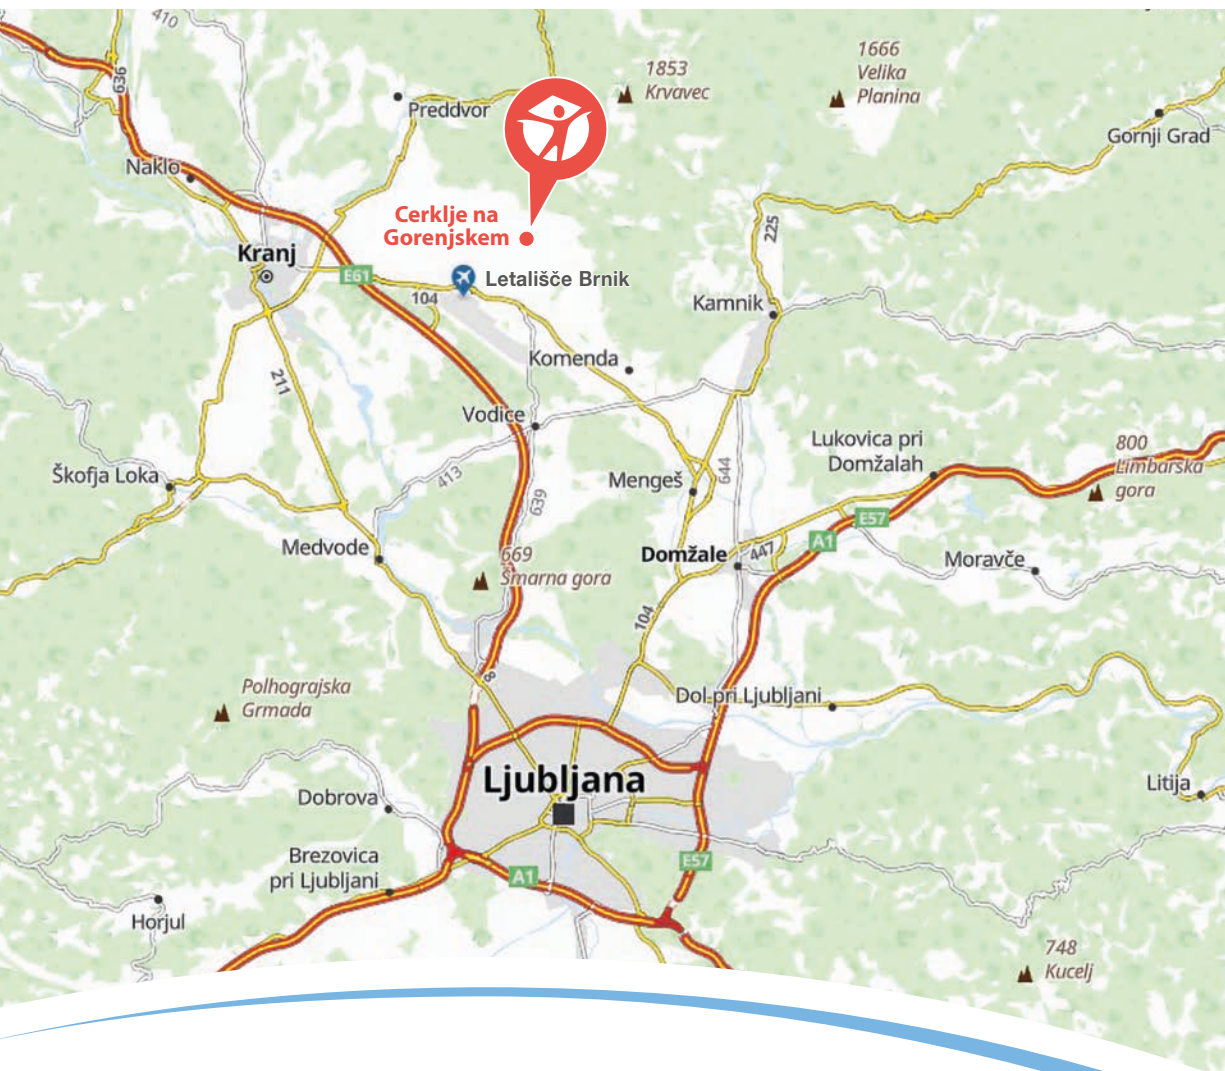 410
636
1853
Krvavec
1666
Velika
Planina
Preddvor
Gornji Grad
Naklo
Cerklje na
Gorenjskem
225
Kranj
E61
Letališče Brnik
104
Kamnik
Komenda
211
Vodice
Lukovica pri
Domžalah
800
Limbarska
gora
Škofja Loka
413
639
Mengeš
644
E57
A1
Medvode
669
Šmarna gora
Domžale
447
Moravče
104
8
Polhograjska
Grmada
Dol pri Ljubljani
Ljubljana
Litija
Dobrova
Brezovica
pri Ljubljani
A1
E57
Horjul
748
Kucelj